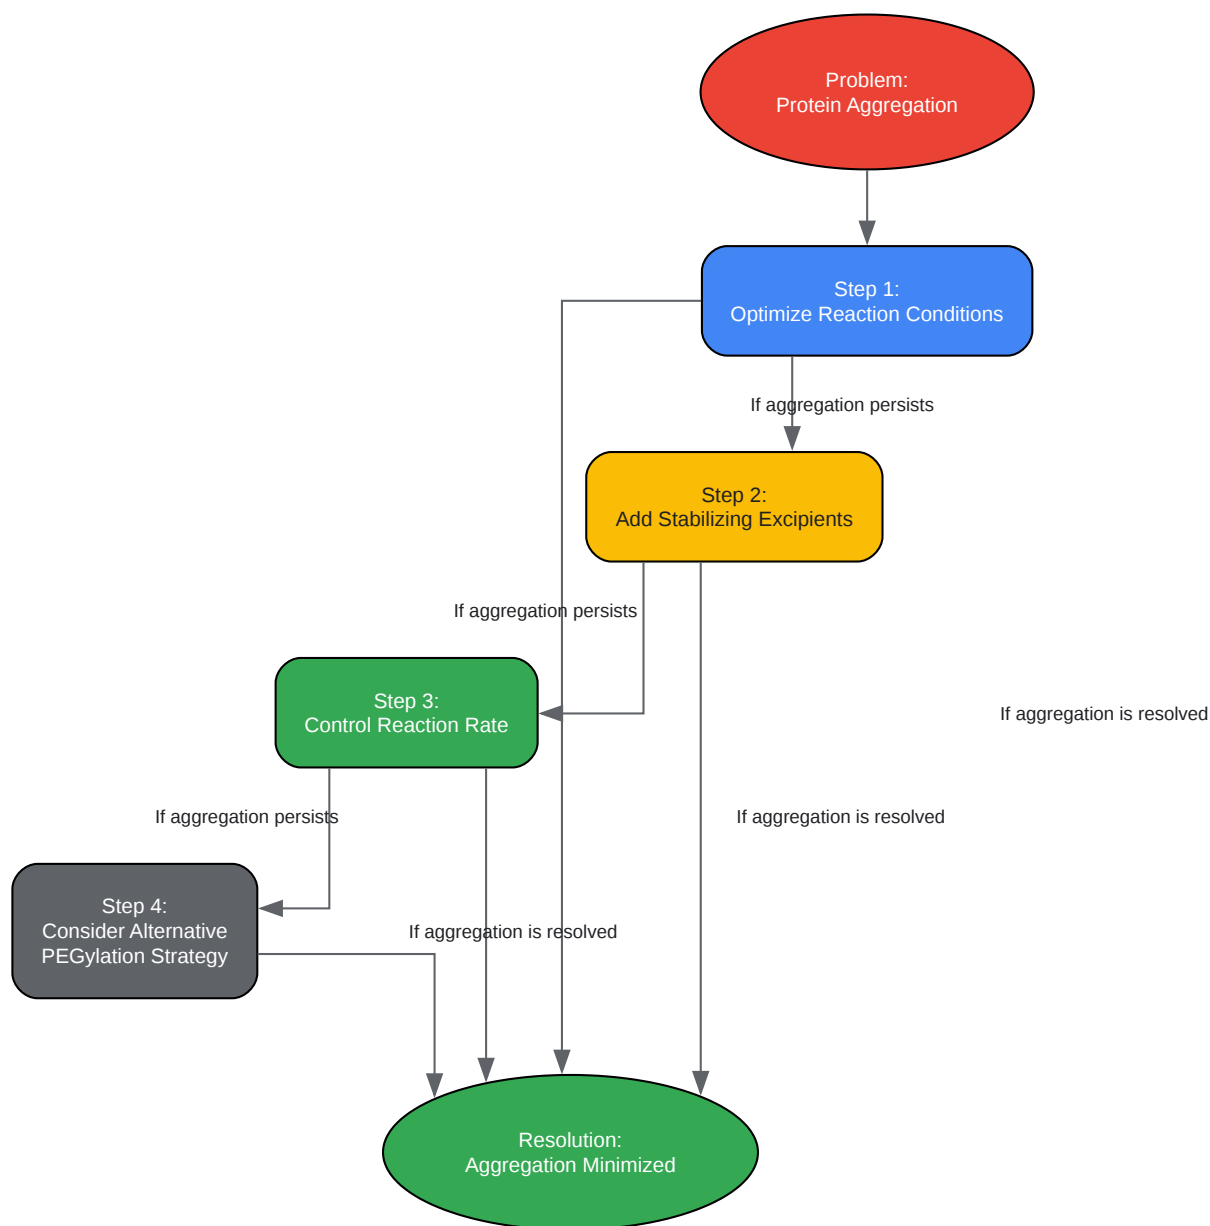 Problem:
Protein Aggregation
Step 1:
Optimize Reaction Conditions
If aggregation persists
Step 2:
Add Stabilizing Excipients
If aggregation persists
Step 3:
Control Reaction Rate
If aggregation is resolved
If aggregation persists
If aggregation is resolved
Step 4:
Consider Alternative
PEGylation Strategy
If aggregation is resolved
Resolution:
Aggregation Minimized